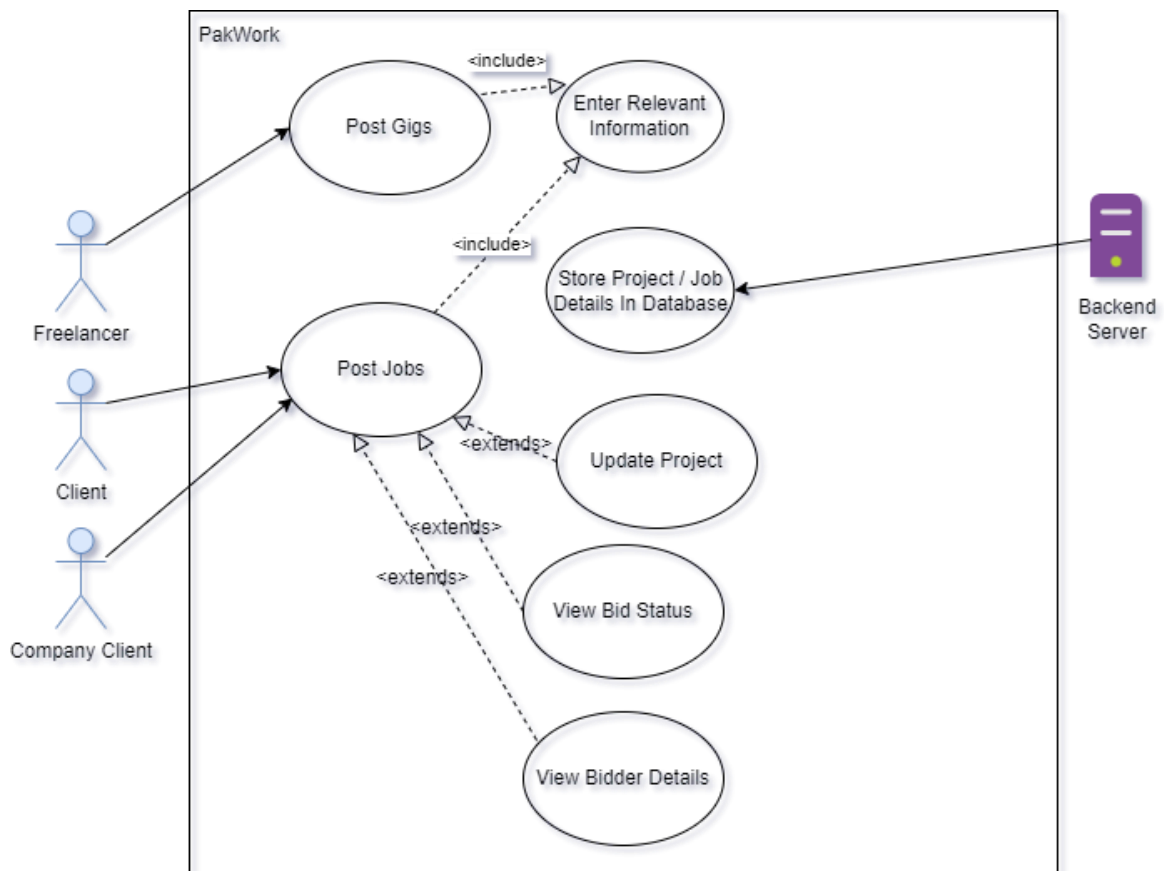 PakWork
<include>
Post Gigs
Enter Relevant
Information
<include>
Store Project / Job
Details In Database
Backend
Server
Freelancer
Post Jobs
<extends>
Update Project
Client
<extends>
<extends>
View Bid Status
Company Client
View Bidder Details